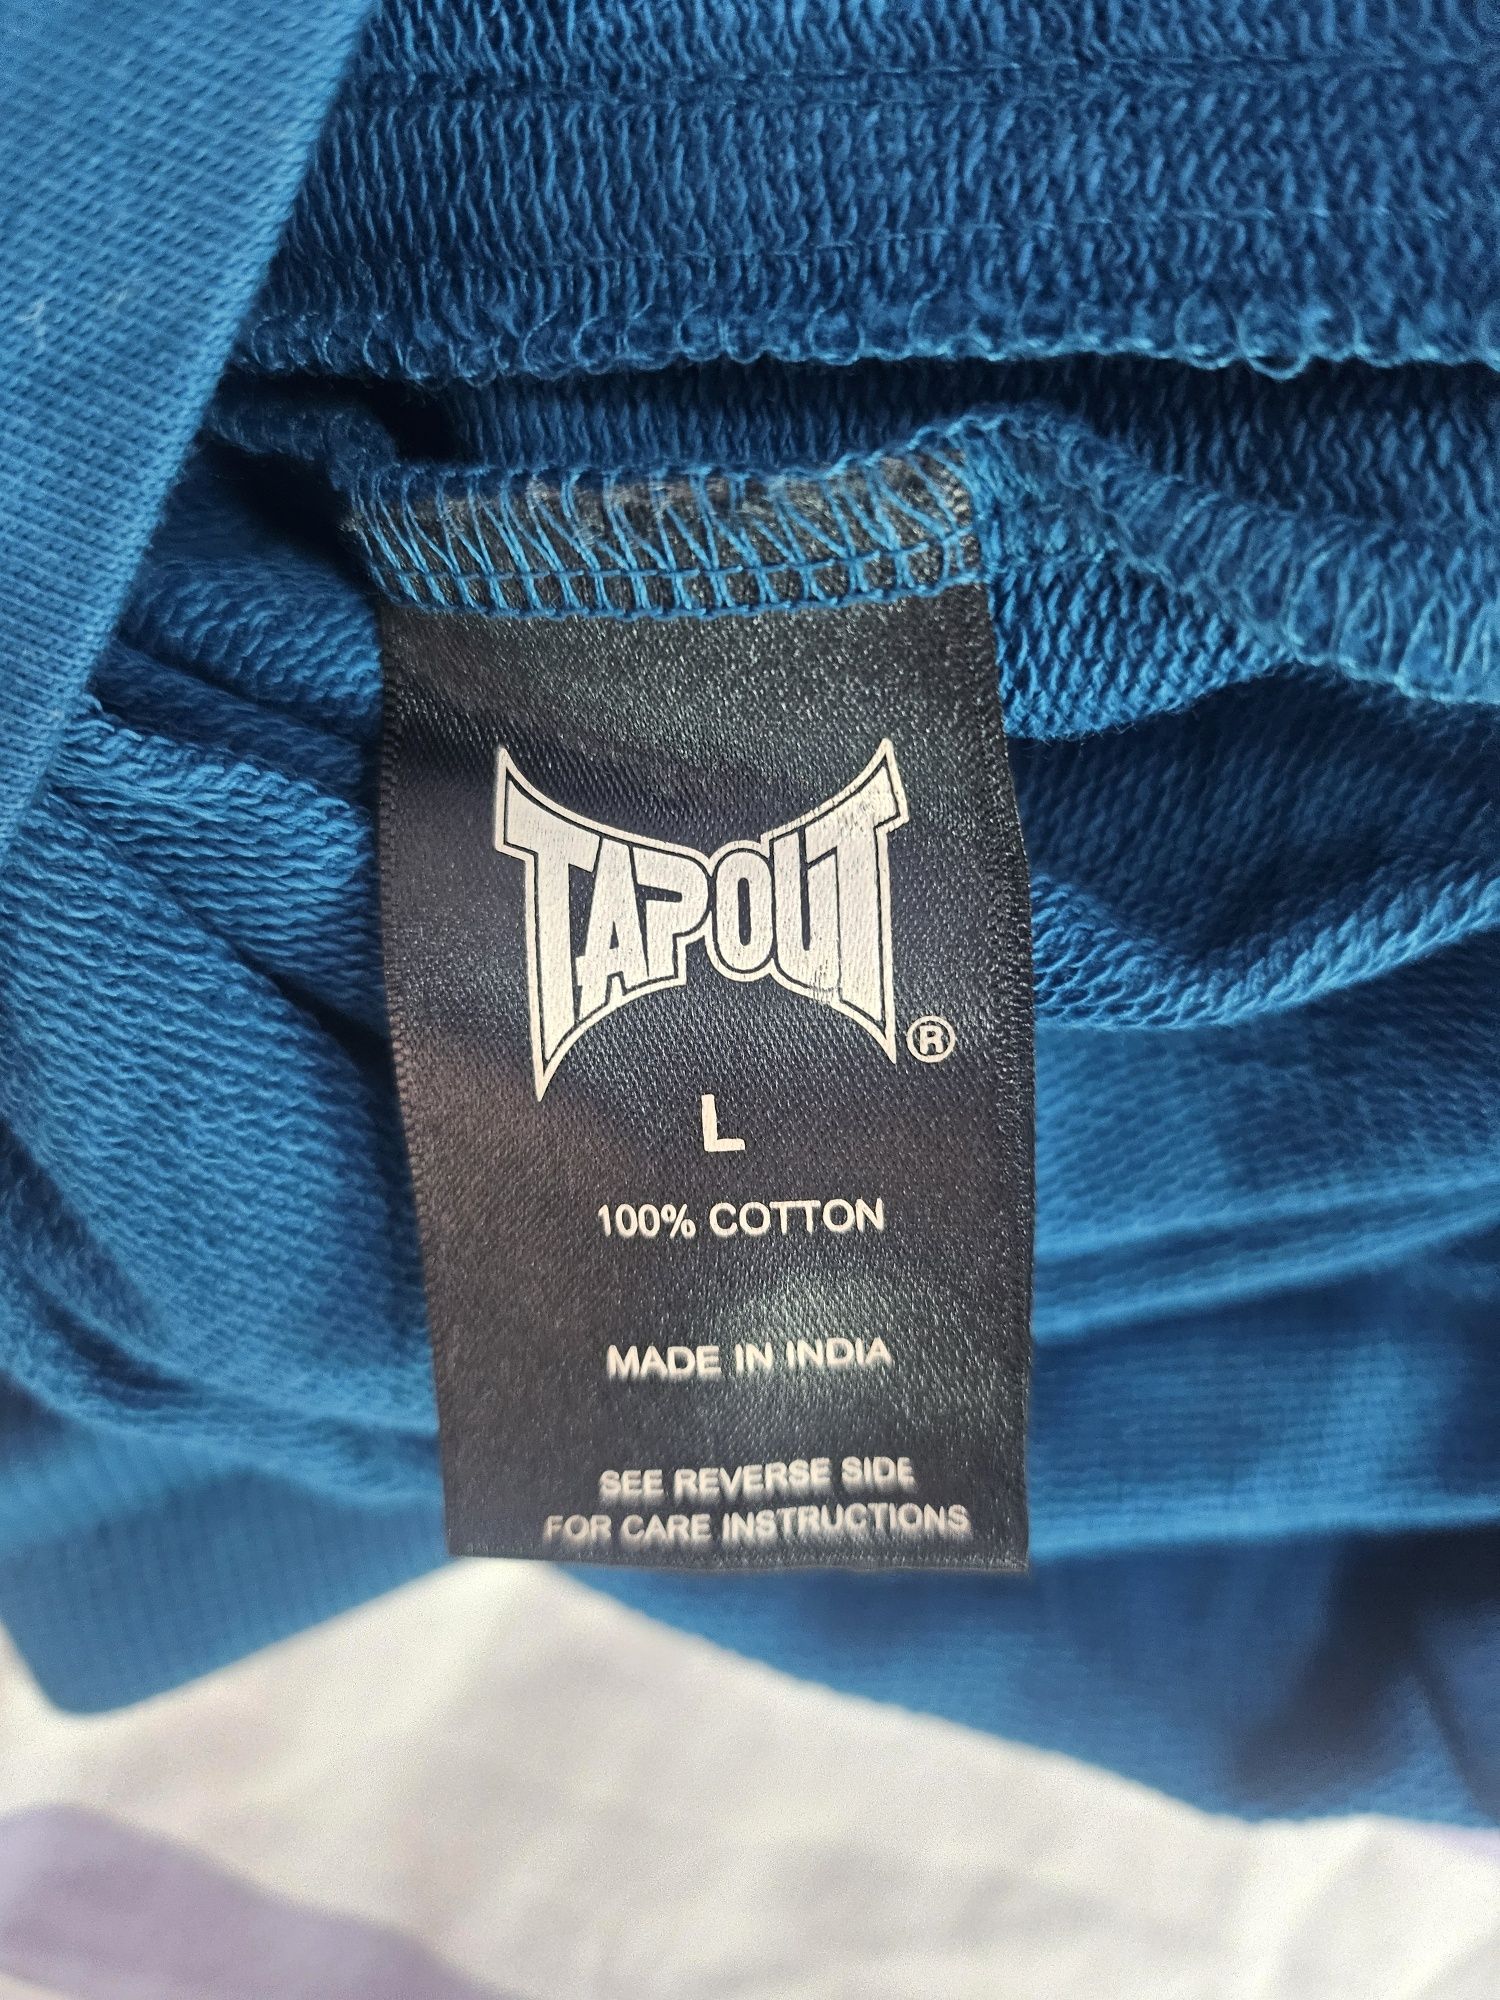 TAPOUT®
L
100% COTTON
MADE IN INDIA
SEE REVERSE SIDE
FOR CARE INSTRUCTIONS